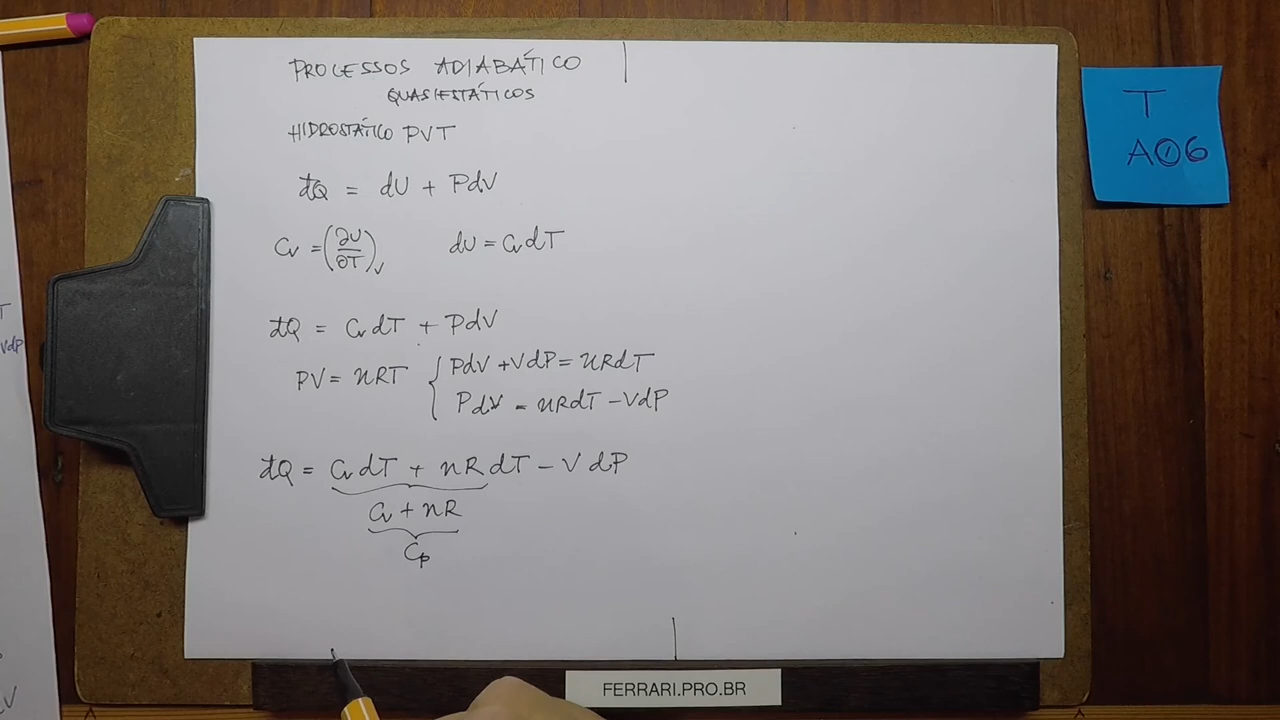 PROCESSOS ADIABÁTICO
QUASIESTÁTICOS
HIDROSTÁTICO PVT
đQ = dU + PdV
Cv = (∂U/∂T)v dU = CvdT
đQ = CvdT + PdV
PV = nRT { PdV + VdP = nRdT
PdV = nRdT - VdP
đQ = CvdT + nRdT - VdP
Cv + nR
Cp
T
A06
FERRARI.PRO.BR
T
VdP
V